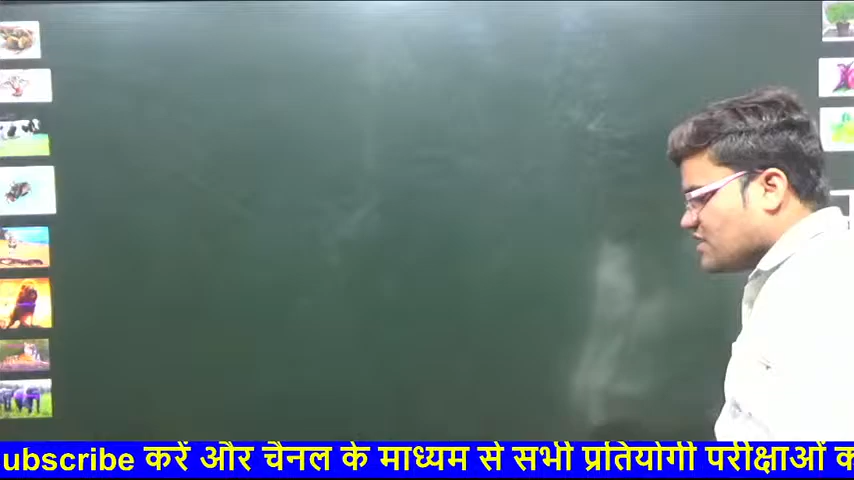 ubscribe करें और चैनल के माध्यम से सभी प्रतियोगी परीक्षाओं क